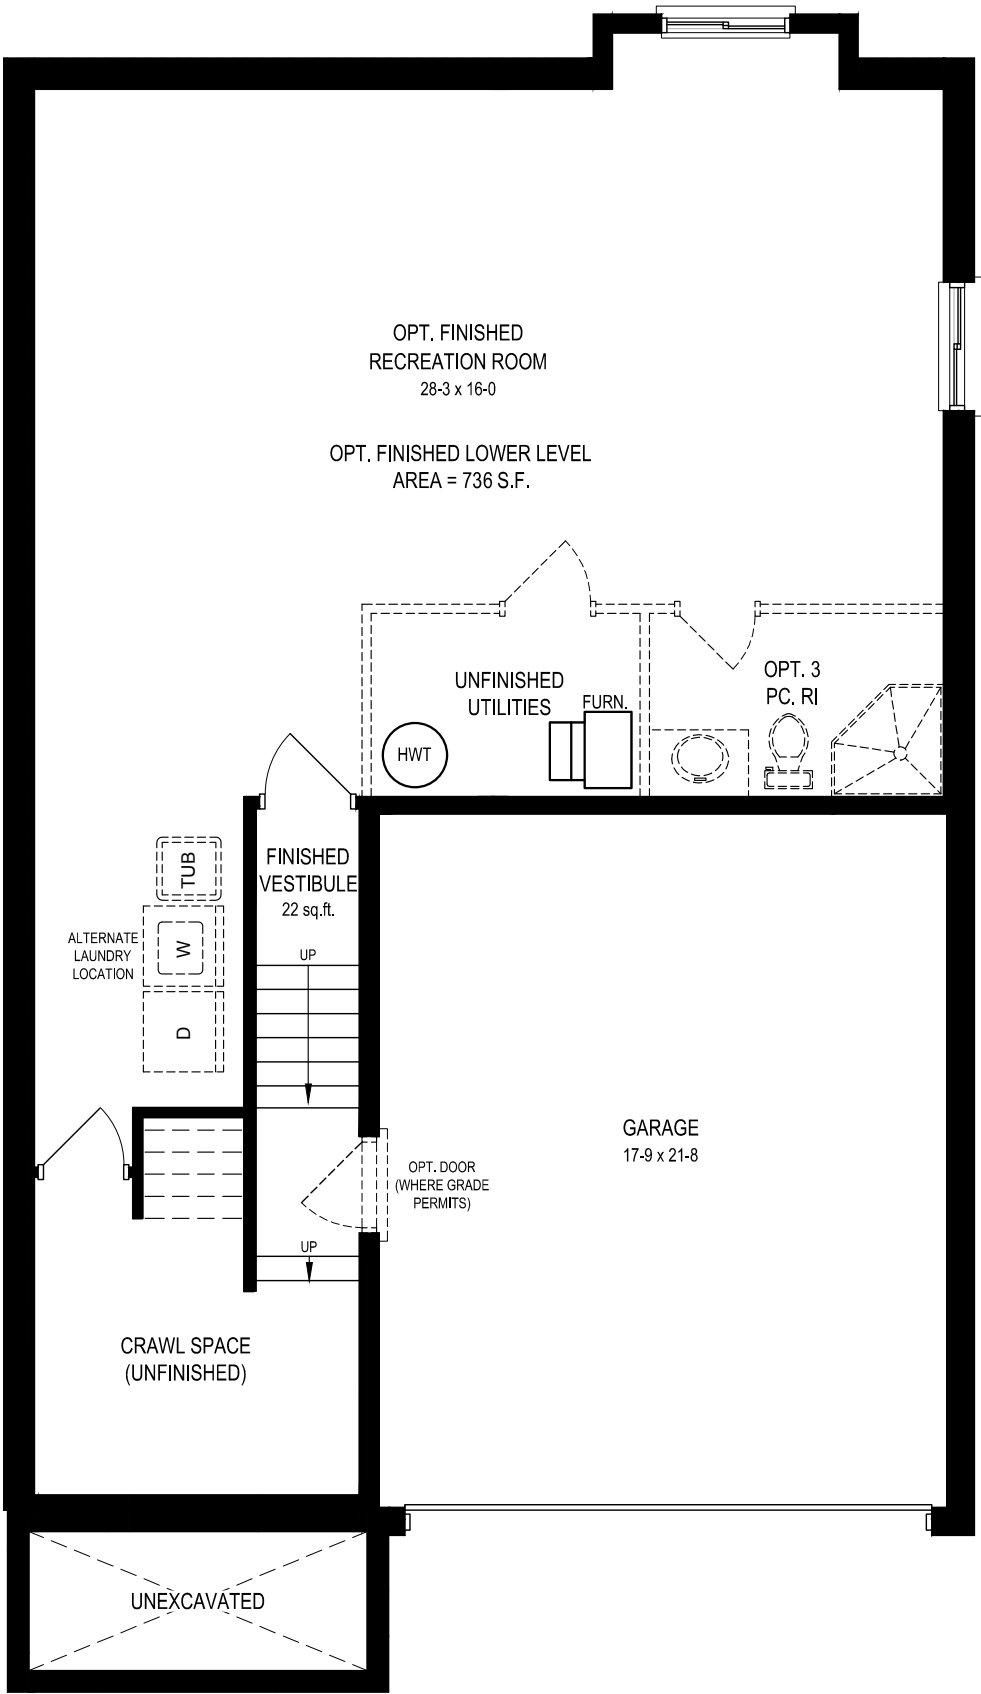 OPT. FINISHED
RECREATION ROOM
28-3 x 16-0
OPT. FINISHED LOWER LEVEL
AREA = 736 S.F.
UNFINISHED
UTILITIES
FURN.
HWT
OPT. 3
PC. RI
FINISHED
VESTIBULE
22 sq.ft.
TUB
ALTERNATE
LAUNDRY
LOCATION
W
D
UP
GARAGE
17-9 x 21-8
OPT. DOOR
(WHERE GRADE
PERMITS)
UP
CRAWL SPACE
(UNFINISHED)
UNEXCAVATED